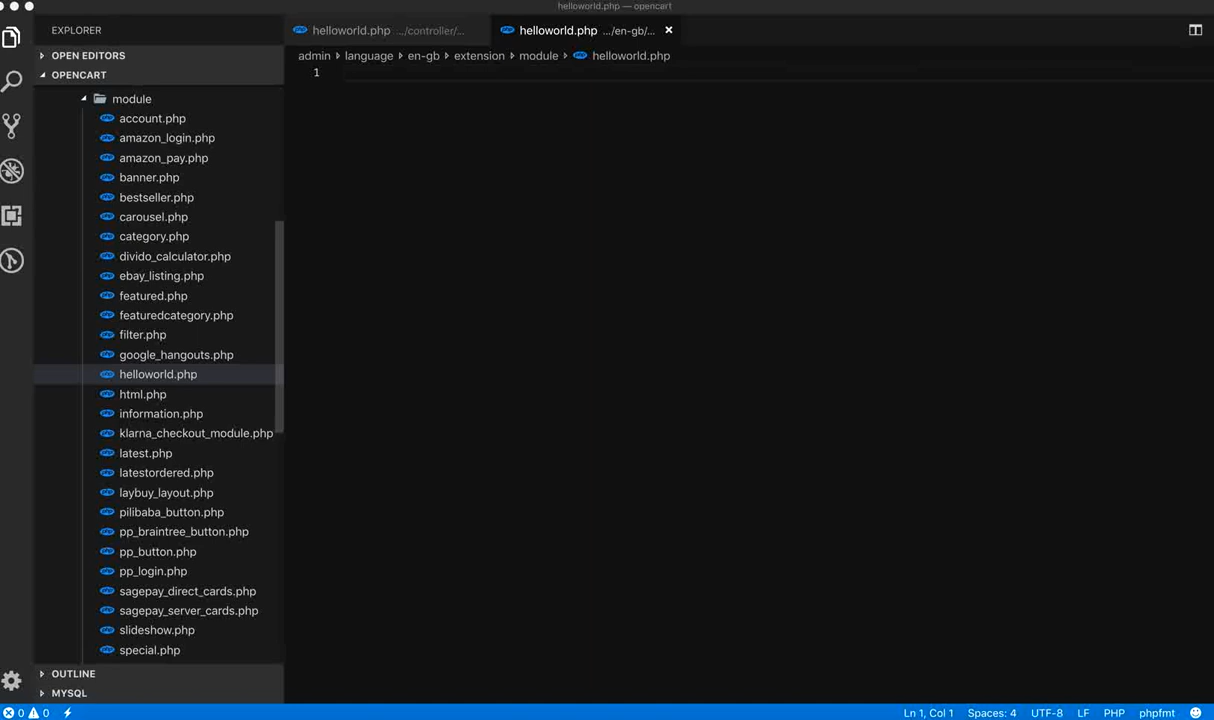 helloworld.php — opencart
EXPLORER
helloworld.php .../controller/...
helloworld.php .../en-gb/...
OPEN EDITORS
admin language en-gb extension module helloworld.php
OPENCART
1
module
account.php
amazon_login.php
amazon_pay.php
banner.php
bestseller.php
carousel.php
category.php
divido_calculator.php
ebay_listing.php
featured.php
featuredcategory.php
filter.php
google_hangouts.php
helloworld.php
html.php
information.php
klarna_checkout_module.php
latest.php
latestordered.php
laybuy_layout.php
pilibaba_button.php
pp_braintree_button.php
pp_button.php
pp_login.php
sagepay_direct_cards.php
sagepay_server_cards.php
slideshow.php
special.php
OUTLINE
MYSQL
0 0 Ln 1, Col 1 Spaces: 4 UTF-8 LF PHP phpfmt